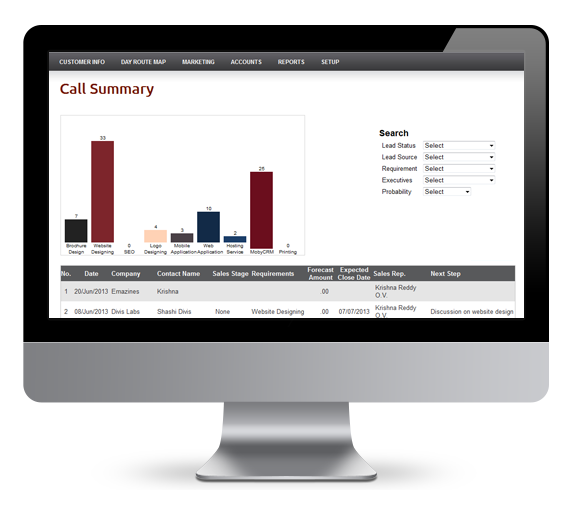 CUSTOMER INFO DAY ROUTE MAP MARKETING ACCOUNTS REPORTS SETUP
Call Summary
33
25
10
7
4
3
2
0
0
Brochure Design
Website Designing
SEO
Logo Designing
Mobile Application
Web Application
Hosting Service
MobyCRM
Printing
Search
Lead Status Select
Lead Source Select
Requirement Select
Executives Select
Probability Select
No. Date Company Contact Name Sales Stage Requirements Forecast Amount Expected Close Date Sales Rep. Next Step
1 20/Jun/2013 Emazines Krishna .00 Krishna Reddy O.V.
2 08/Jun/2013 Divis Labs Shashi Divis None Website Designing .00 07/07/2013 Krishna Reddy O.V. Discussion on website design